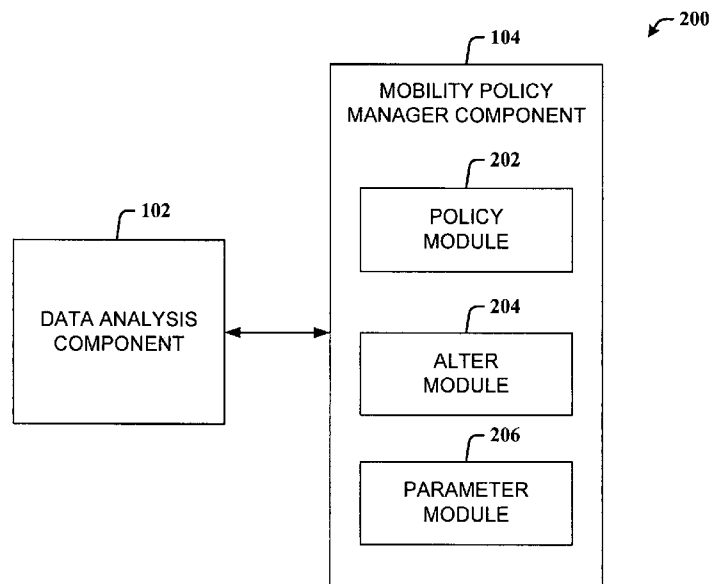 200
104
MOBILITY POLICY
MANAGER COMPONENT
202
POLICY
MODULE
102
DATA ANALYSIS
COMPONENT
204
ALTER
MODULE
206
PARAMETER
MODULE